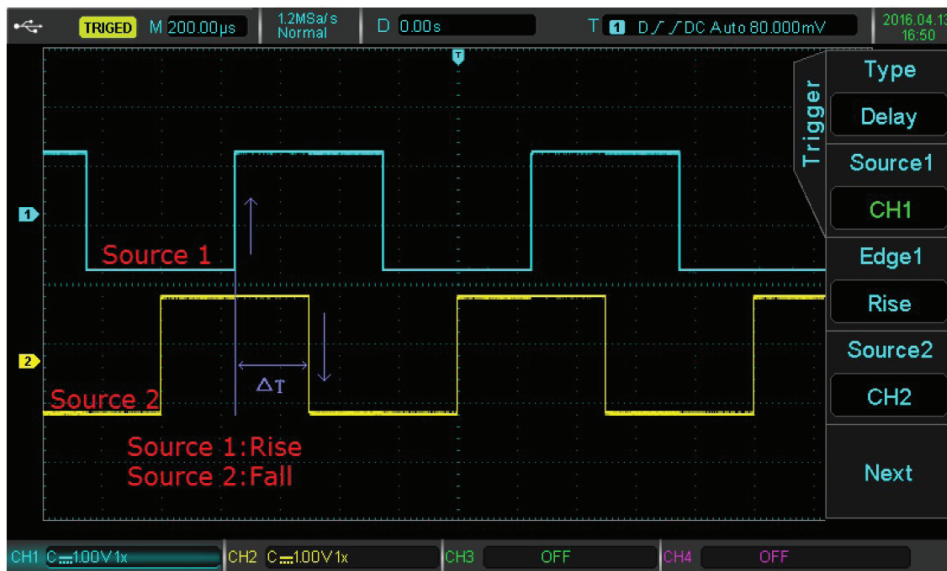 TRIGED M 200.00μs 1.2MSa/s Normal D 0.00s T 1 D DC Auto 80.000mV 2016.04.13 16:50
T
Trigger
Type
Delay
Source1
CH1
Edge1
Rise
Source2
CH2
Next
1
Source 1
2
ΔT
Source 2
Source 1:Rise
Source 2:Fall
CH1 C 1.00V 1x CH2 C 1.00V 1x CH3 OFF CH4 OFF